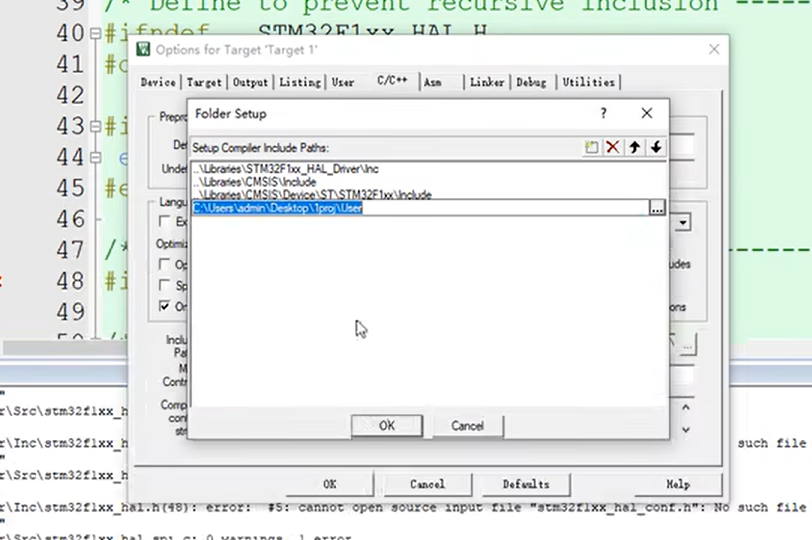 39 /* Define to prevent recursive inclusion
40 #ifndef STM32F1xx_HAL_H
41
42
43
44
45
46
47
48
49
Options for Target 'Target 1'
Device Target Output Listing User C/C++ Asm Linker Debug Utilities
Folder Setup
Setup Compiler Include Paths:
..\Libraries\STM32F1xx_HAL_Driver\Inc
..\Libraries\CMSIS\Include
..\Libraries\CMSIS\Device\ST\STM32F1xx\Include
C:\Users\admin\Desktop\1proj\User
...
OK Cancel
OK Cancel Defaults Help
r\Src\stm32f1xx_h
r\Inc\stm32f1xx_h such file
r\Src\stm32f1xx_h
r\Inc\stm32f1xx_hal.h(48): error: #5: cannot open source input file "stm32f1xx_hal_conf.h": No such file